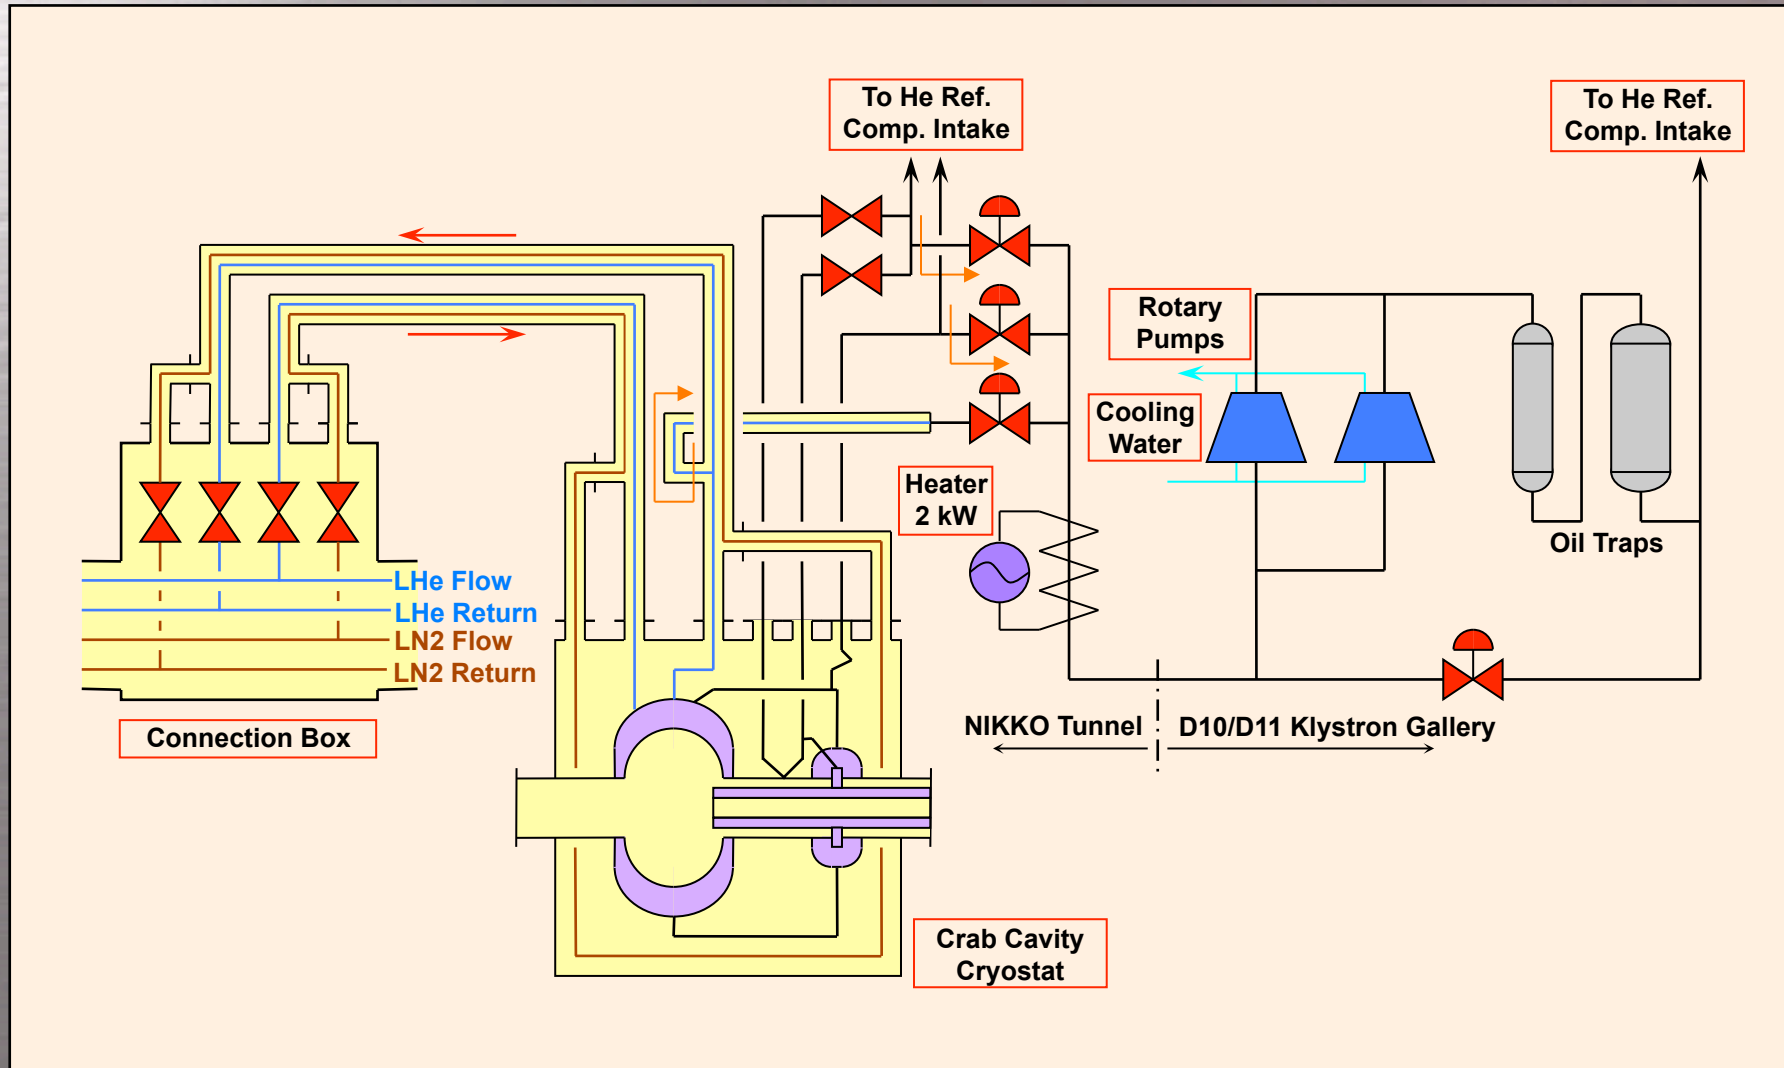 To He Ref.
Comp. Intake
To He Ref.
Comp. Intake
Rotary
Pumps
Cooling
Water
Heater
2 kW
Oil Traps
LHe Flow
LHe Return
LN2 Flow
LN2 Return
Connection Box
NIKKO Tunnel
D10/D11 Klystron Gallery
Crab Cavity
Cryostat